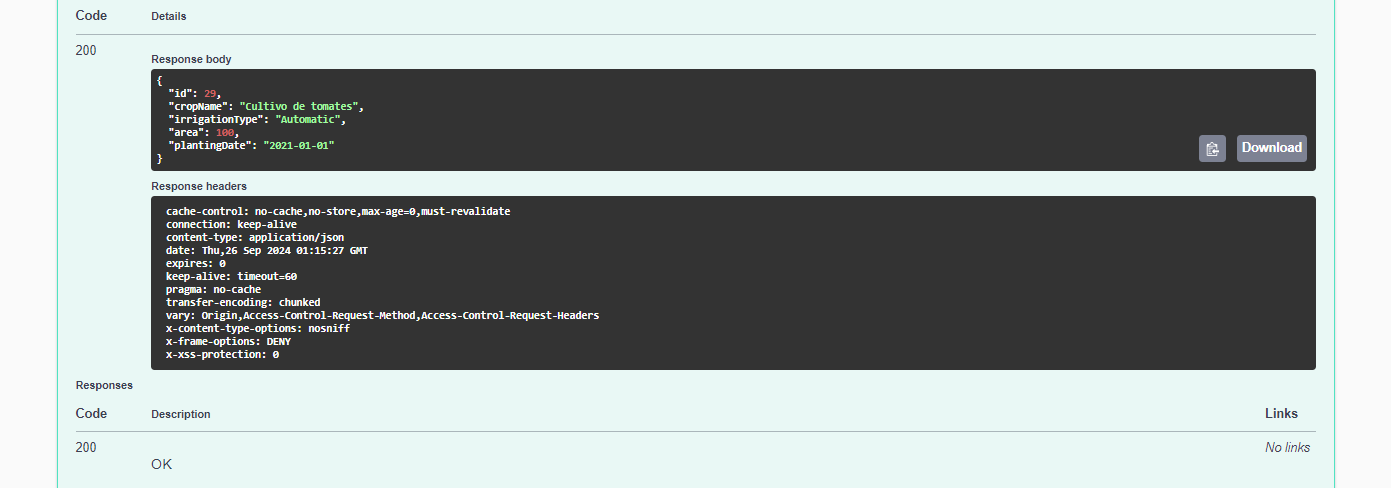 Code Details
200
Response body
{
"id": 29,
"cropName": "Cultivo de tomates",
"irrigationType": "Automatic",
"area": 100,
"plantingDate": "2021-01-01"
}
Download
Response headers
cache-control: no-cache,no-store,max-age=0,must-revalidate
connection: keep-alive
content-type: application/json
date: Thu,26 Sep 2024 01:15:27 GMT
expires: 0
keep-alive: timeout=60
pragma: no-cache
transfer-encoding: chunked
vary: Origin,Access-Control-Request-Method,Access-Control-Request-Headers
x-content-type-options: nosniff
x-frame-options: DENY
x-xss-protection: 0
Responses
Code Description Links
200 No links
OK